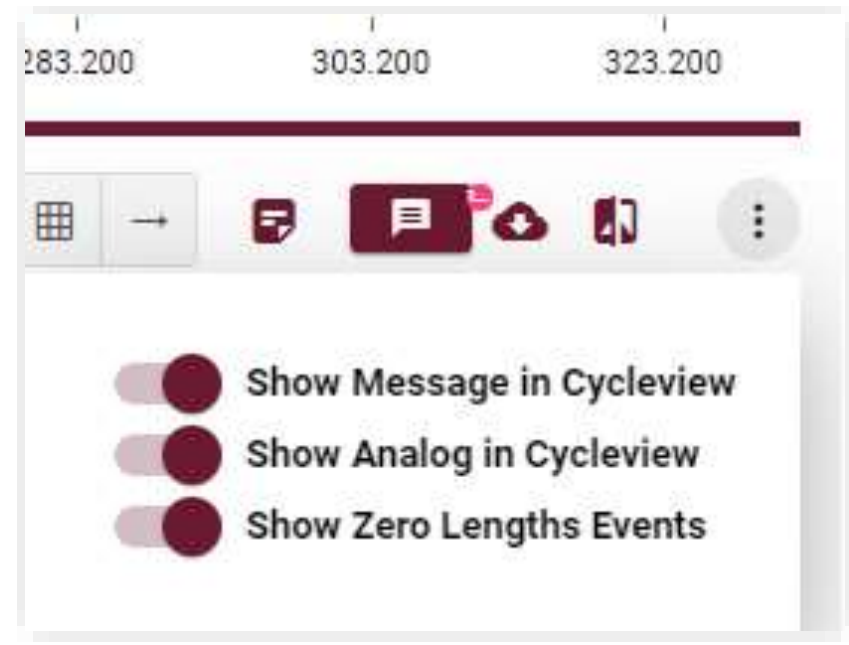 283.200 303.200 323.200
Show Message in Cycleview
Show Analog in Cycleview
Show Zero Lengths Events